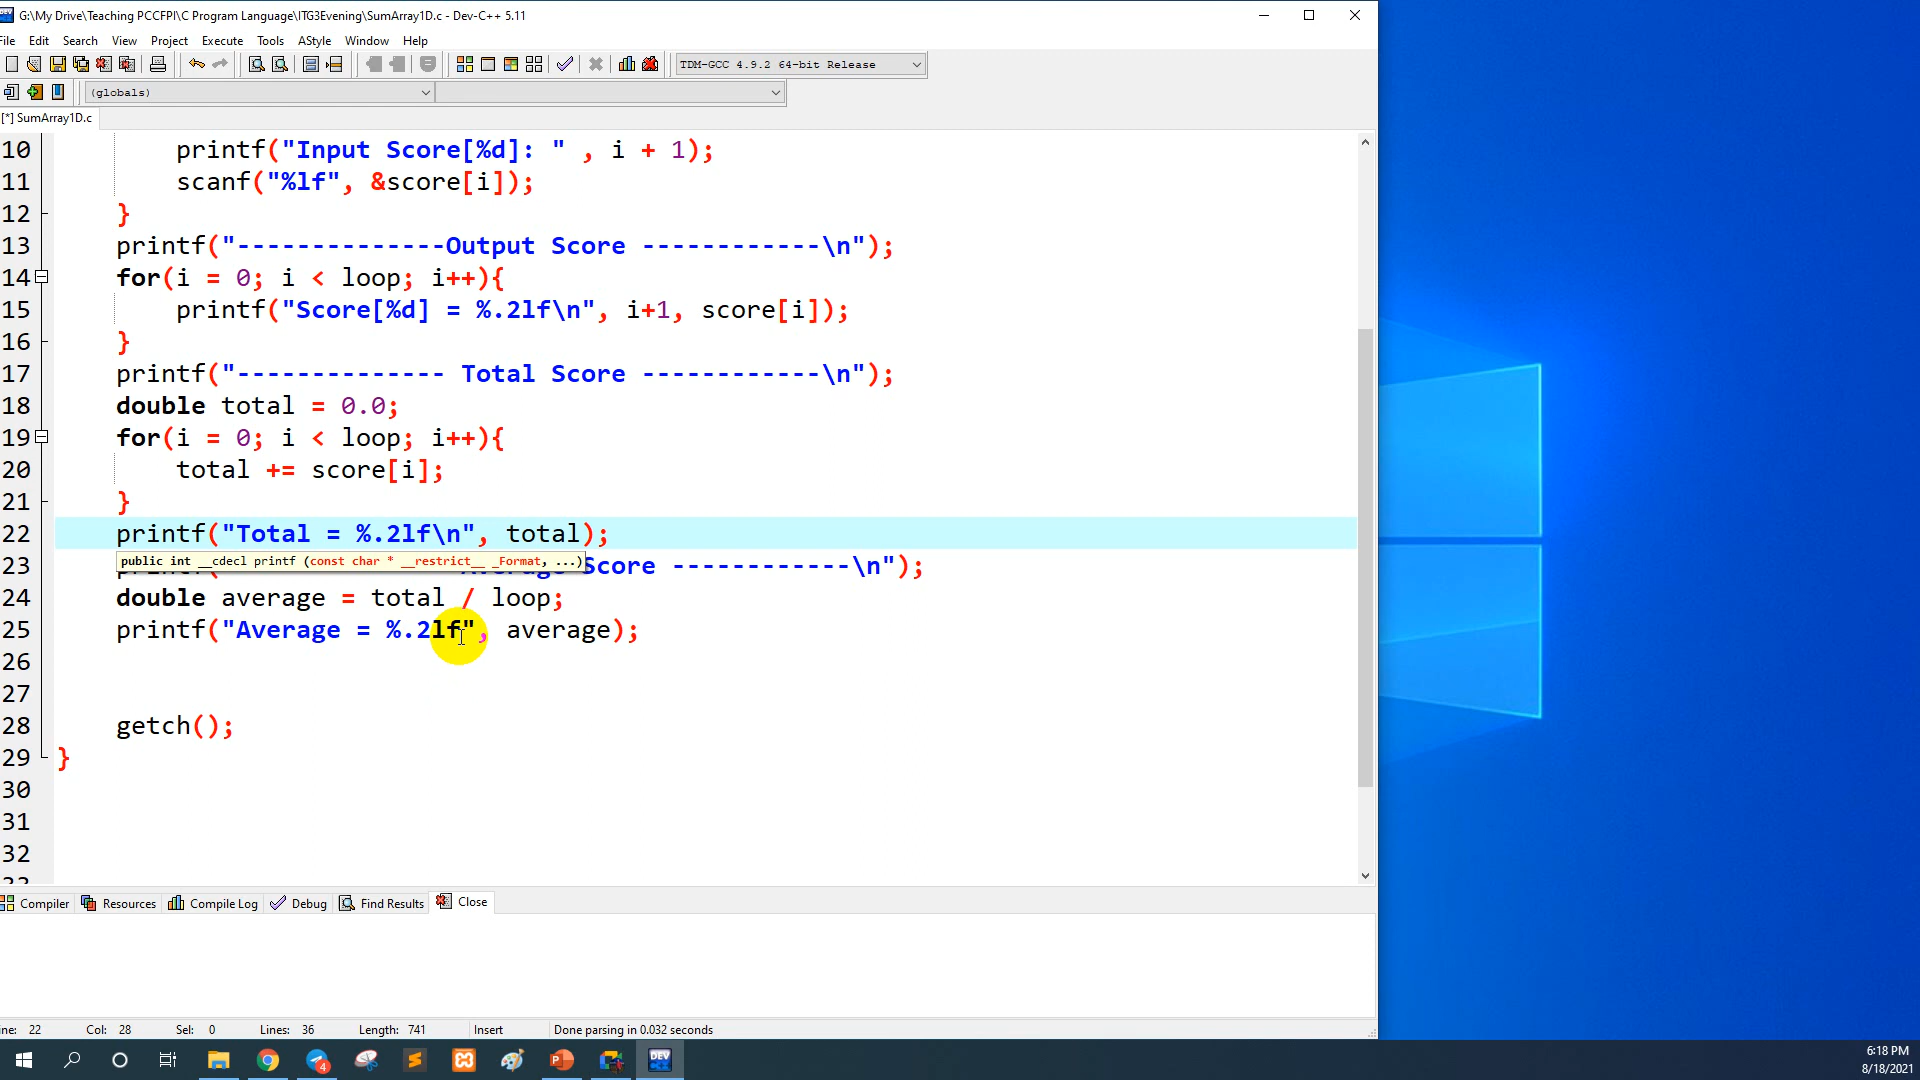 G:\My Drive\Teaching PCCFPI\C Program Language\ITG3Evening\SumArray1D.c - Dev-C++ 5.11
File Edit Search View Project Execute Tools AStyle Window Help
TDM-GCC 4.9.2 64-bit Release
(globals)
[*] SumArray1D.c
10 printf("Input Score[%d]: " , i + 1);
11 scanf("%lf", &score[i]);
12 }
13 printf("--------------Output Score ------------\n");
14 for(i = 0; i < loop; i++){
15 printf("Score[%d] = %.2lf\n", i+1, score[i]);
16 }
17 printf("-------------- Total Score ------------\n");
18 double total = 0.0;
19 for(i = 0; i < loop; i++){
20 total += score[i];
21 }
22 printf("Total = %.2lf\n", total);
public int __cdecl printf (const char * __restrict__ _Format, ...)
23 printf( Average Score ------------\n");
24 double average = total / loop;
25 printf("Average = %.2lf", average);
26
27
28 getch();
29 }
30
31
32
Compiler Resources Compile Log Debug Find Results Close
ine: 22 Col: 28 Sel: 0 Lines: 36 Length: 741 Insert Done parsing in 0.032 seconds
4
DEV
6:18 PM
8/18/2021